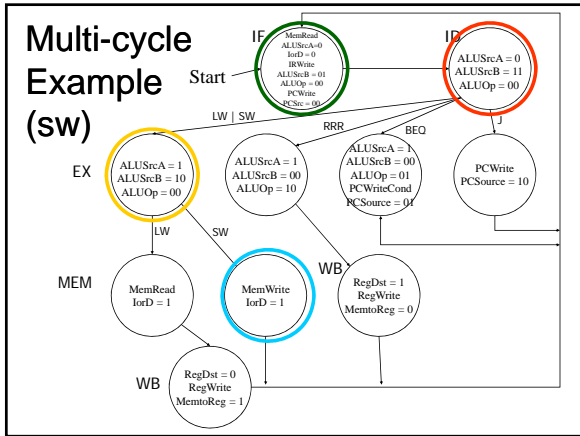 Multi-cycle
Example
(sw)
IF
ID
Start
MemRead
ALUSrcA=0
IorD = 0
IRWrite
ALUSrcB = 01
ALUOp = 00
PCWrite
PCSrc = 00
ALUSrcA = 0
ALUSrcB = 11
ALUOp = 00
LW | SW
RRR
BEQ
J
EX
ALUSrcA = 1
ALUSrcB = 10
ALUOp = 00
ALUSrcA = 1
ALUSrcB = 00
ALUOp = 10
ALUSrcA = 1
ALUSrcB = 00
ALUOp = 01
PCWriteCond
PCSource = 01
PCWrite
PCSource = 10
LW
SW
MEM
MemRead
IorD = 1
MemWrite
IorD = 1
WB
RegDst = 1
RegWrite
MemtoReg = 0
WB
RegDst = 0
RegWrite
MemtoReg = 1